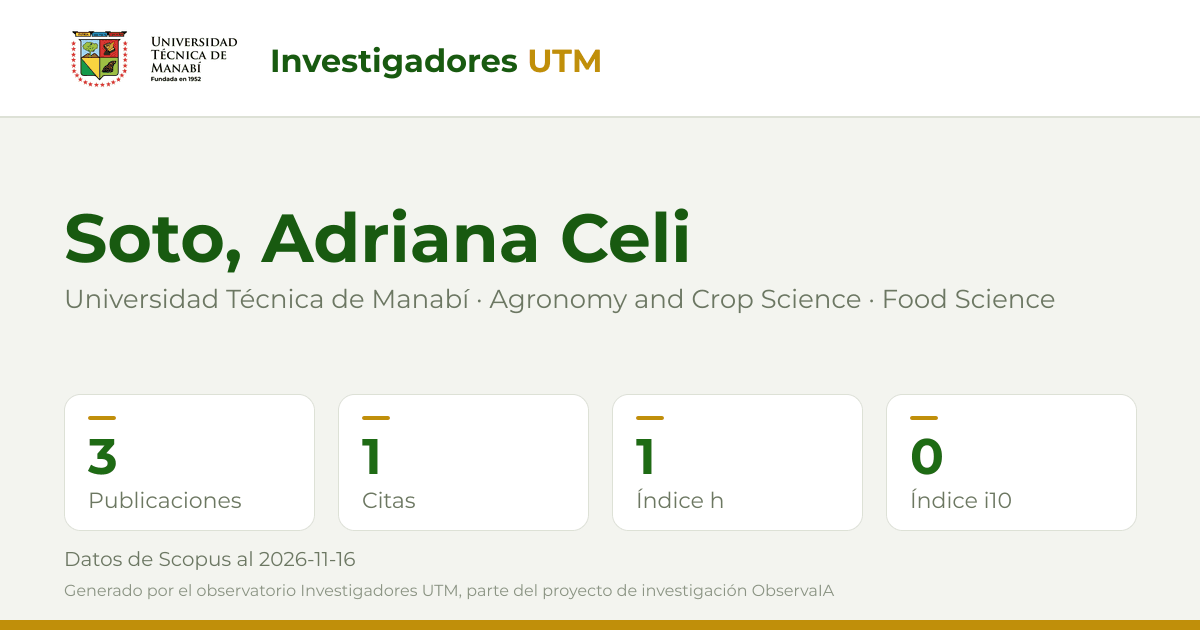 UNIVERSIDAD
TÉCNICA DE
MANABÍ
Fundada en 1952
Investigadores UTM
Soto, Adriana Celi
Universidad Técnica de Manabí · Agronomy and Crop Science · Food Science
3
Publicaciones
1
Citas
1
Índice h
0
Índice i10
Datos de Scopus al 2026-11-16
Generado por el observatorio Investigadores UTM, parte del proyecto de investigación ObservaIA